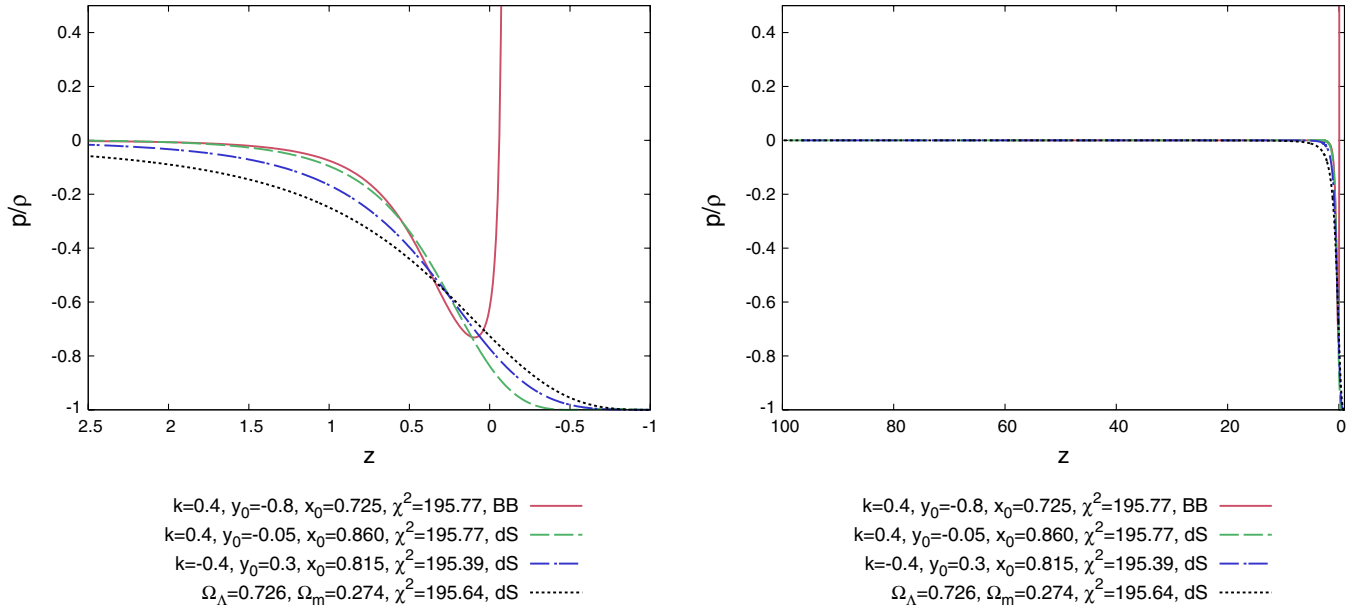 0.4
0.2
0
-0.2
-0.4
-0.6
-0.8
-1
p/ρ
2.5 2 1.5 1 0.5 0 -0.5 -1
z
k=0.4, y₀=-0.8, x₀=0.725, χ²=195.77, BB
k=0.4, y₀=-0.05, x₀=0.860, χ²=195.77, dS
k=-0.4, y₀=0.3, x₀=0.815, χ²=195.39, dS
Ω_Λ=0.726, Ω_m=0.274, χ²=195.64, dS
0.4
0.2
0
-0.2
-0.4
-0.6
-0.8
-1
p/ρ
100 80 60 40 20 0
z
k=0.4, y₀=-0.8, x₀=0.725, χ²=195.77, BB
k=0.4, y₀=-0.05, x₀=0.860, χ²=195.77, dS
k=-0.4, y₀=0.3, x₀=0.815, χ²=195.39, dS
Ω_Λ=0.726, Ω_m=0.274, χ²=195.64, dS